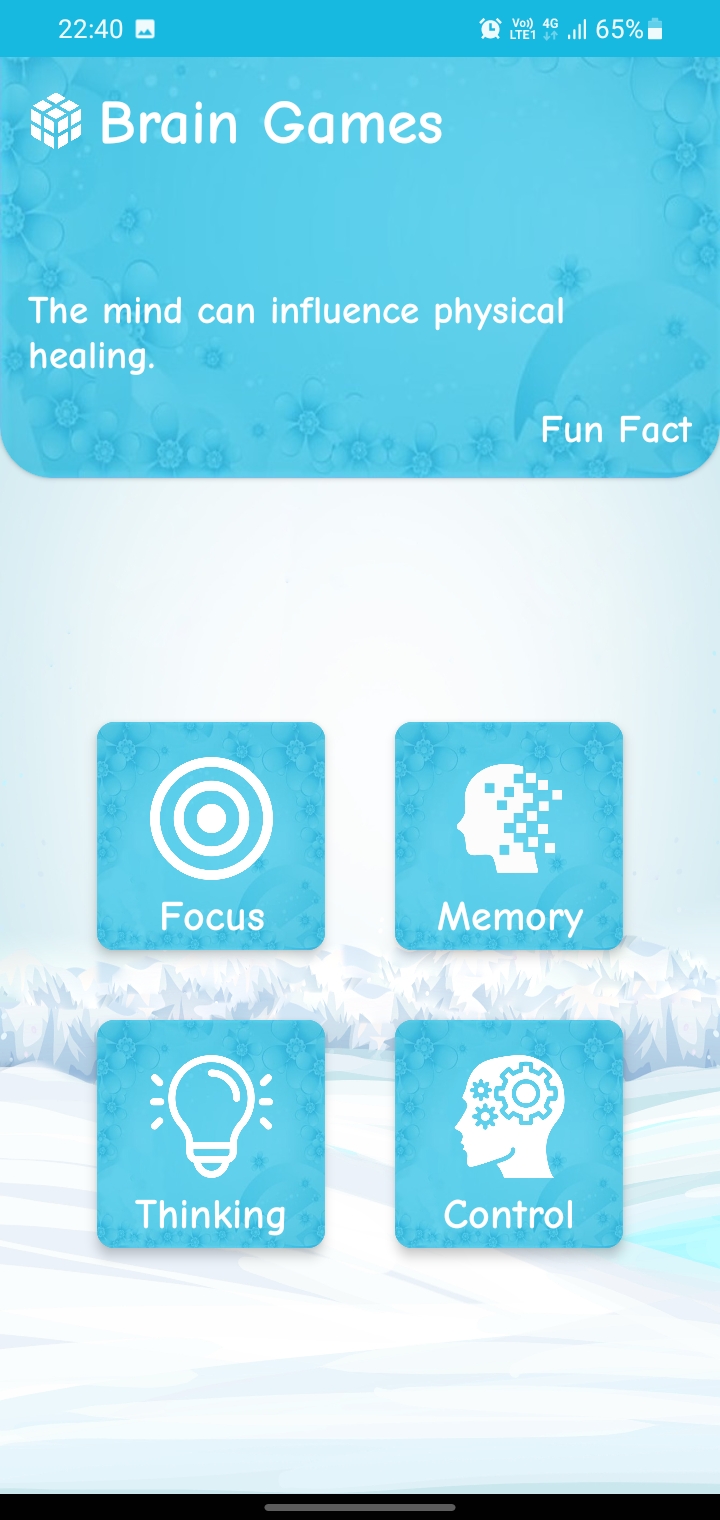 22:40 Vo)) LTE1 4G 65%
Brain Games
The mind can influence physical
healing.
Fun Fact
Focus
Memory
Thinking
Control